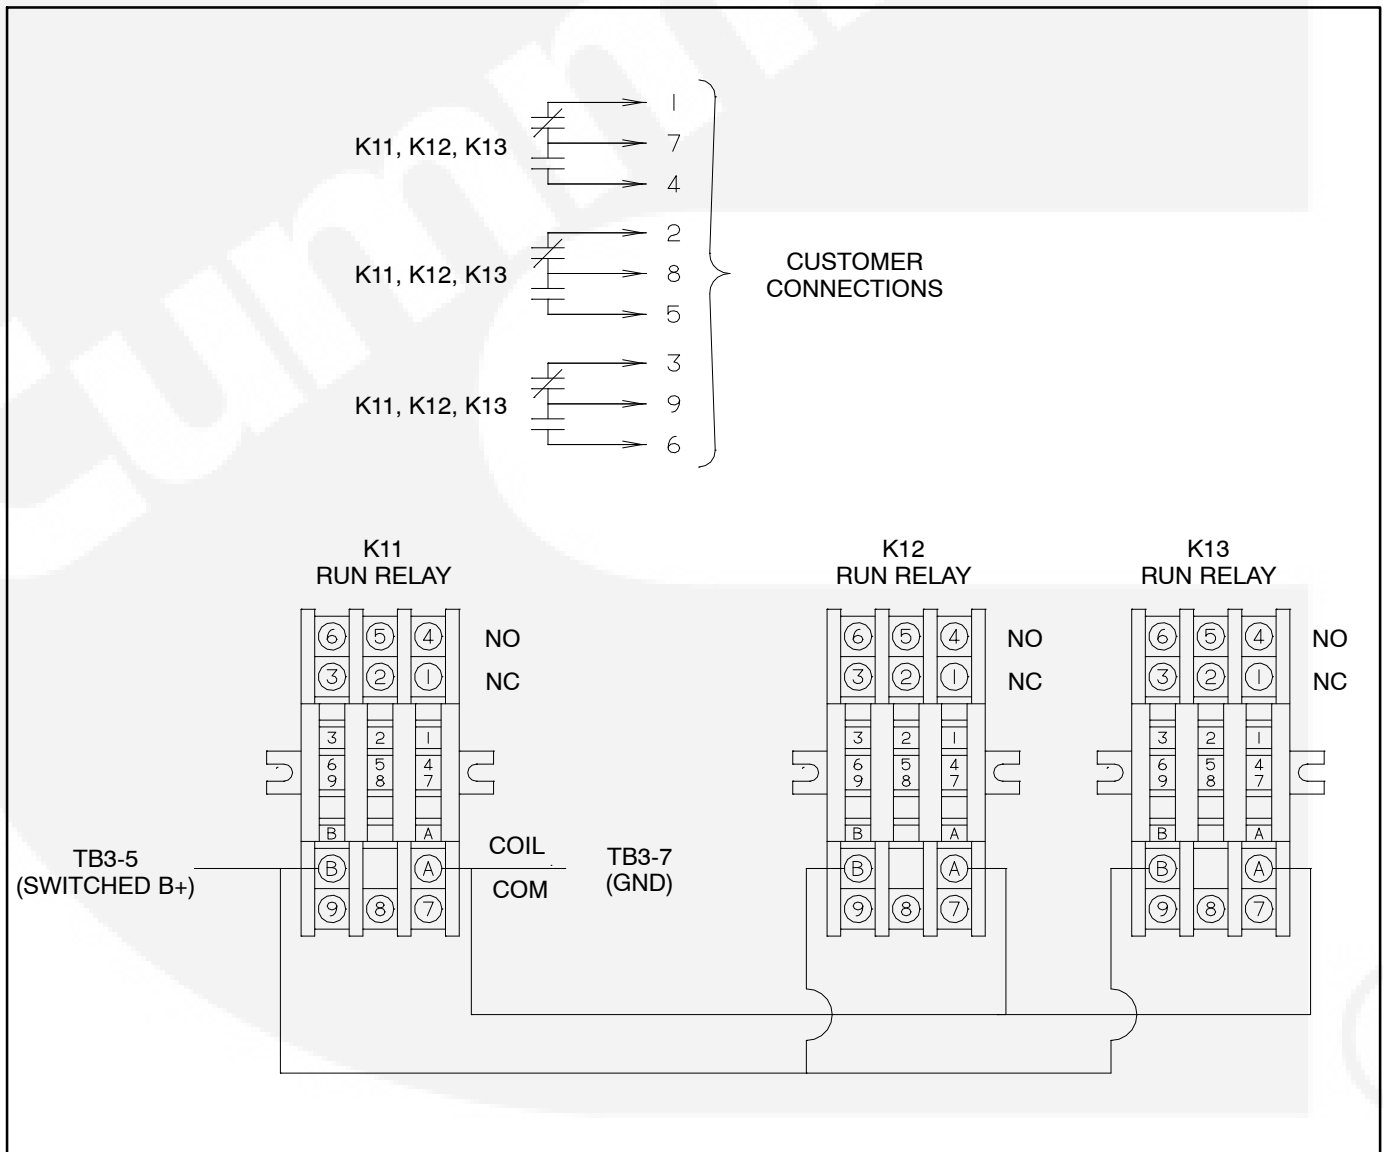 1
K11, K12, K13
7
4
2
K11, K12, K13
8
5
3
K11, K12, K13
9
6
CUSTOMER
CONNECTIONS
K11
RUN RELAY
6 5 4 NO
3 2 1 NC
3 2 1
6 5 4
9 8 7
B A
TB3-5
(SWITCHED B+)
B A
9 8 7
COIL
COM
TB3-7
(GND)
K12
RUN RELAY
6 5 4 NO
3 2 1 NC
3 2 1
6 5 4
9 8 7
B A
B A
9 8 7
K13
RUN RELAY
6 5 4 NO
3 2 1 NC
3 2 1
6 5 4
9 8 7
B A
B A
9 8 7